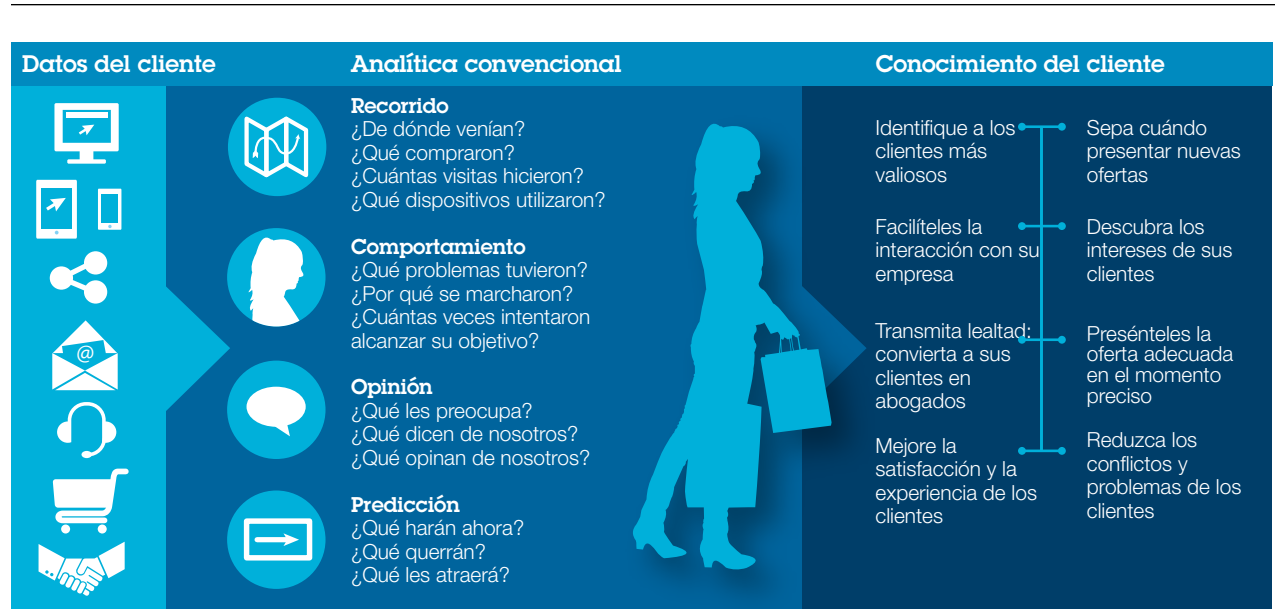 Datos del cliente
Analítica convencional
Conocimiento del cliente
@
Recorrido
¿De dónde venían?
¿Qué compraron?
¿Cuántas visitas hicieron?
¿Qué dispositivos utilizaron?
Comportamiento
¿Qué problemas tuvieron?
¿Por qué se marcharon?
¿Cuántas veces intentaron
alcanzar su objetivo?
Opinión
¿Qué les preocupa?
¿Qué dicen de nosotros?
¿Qué opinan de nosotros?
Predicción
¿Qué harán ahora?
¿Qué querrán?
¿Qué les atraerá?
Identifique a los
clientes más
valiosos
Facilíteles la
interacción con su
empresa
Transmita lealtad:
convierta a sus
clientes en
abogados
Mejore la
satisfacción y la
experiencia de los
clientes
Sepa cuándo
presentar nuevas
ofertas
Descubra los
intereses de sus
clientes
Presénteles la
oferta adecuada
en el momento
preciso
Reduzca los
conflictos y
problemas de los
clientes